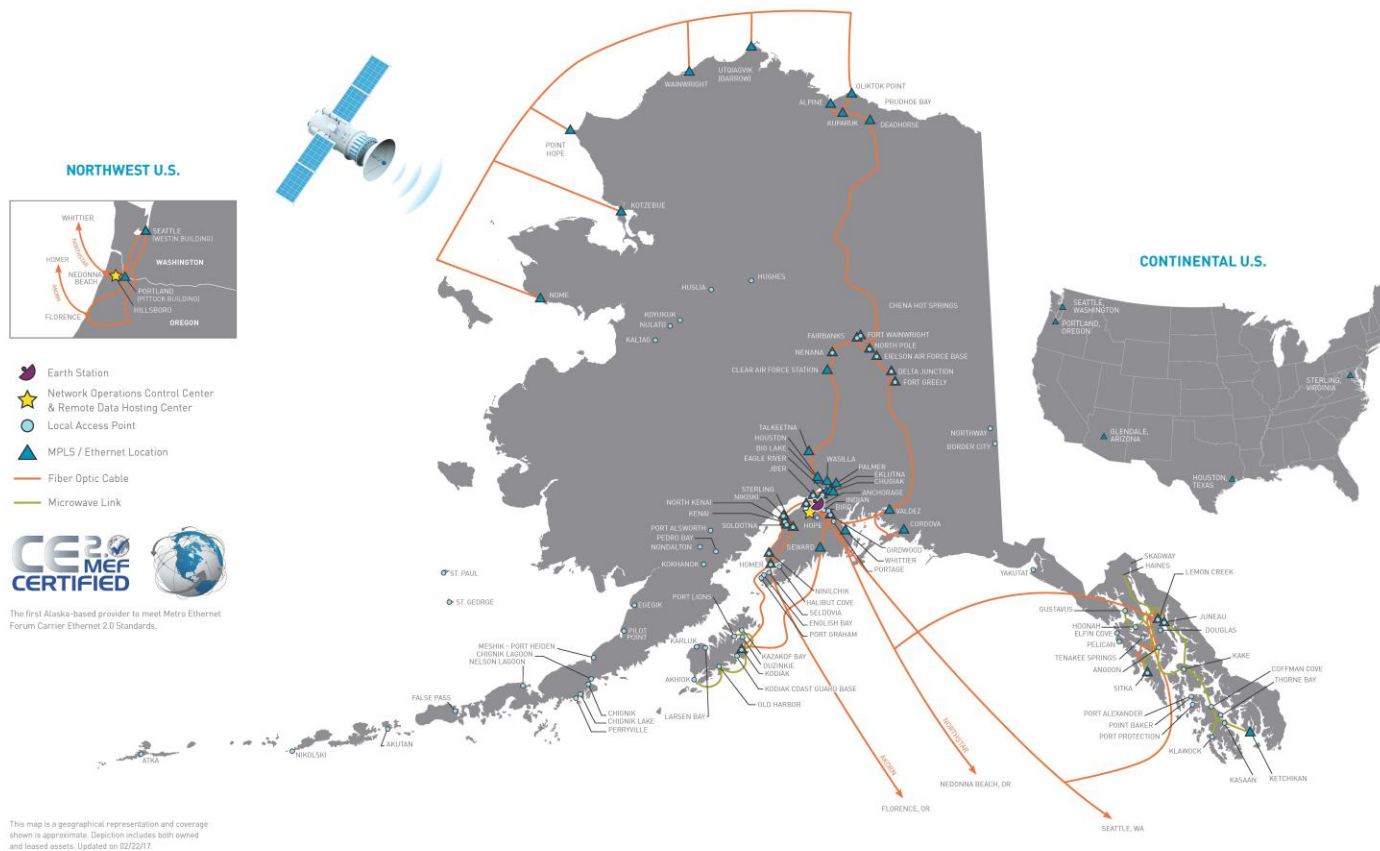 NORTHWEST U.S.
WHITTIER
NORTHSTAR
HOMER
AKORN
NEDONNA
BEACH
FLORENCE
SEATTLE
(WESTIN BUILDING)
WASHINGTON
PORTLAND
(PITTOCK BUILDING)
HILLSBORO
OREGON
Earth Station
Network Operations Control Center
& Remote Data Hosting Center
Local Access Point
MPLS / Ethernet Location
Fiber Optic Cable
Microwave Link
CE 2.0
MEF
CERTIFIED
The first Alaska-based provider to meet Metro Ethernet
Forum Carrier Ethernet 2.0 Standards.
This map is a geographical representation and coverage
shown is approximate. Depiction includes both owned
and leased assets. Updated on 02/22/17.
WAINWRIGHT
UTQIAGVIK
(BARROW)
OLIKTOK POINT
ALPINE
PRUDHOE BAY
KUPARUK
DEADHORSE
POINT
HOPE
KOTZEBUE
NOME
HUGHES
HUSLIA
KOYUKUK
NULATO
KALTAG
CHENA HOT SPRINGS
FAIRBANKS
FORT WAINWRIGHT
NORTH POLE
NENANA
EIELSON AIR FORCE BASE
CLEAR AIR FORCE STATION
DELTA JUNCTION
FORT GREELY
NORTHWAY
BORDER CITY
TALKEETNA
HOUSTON
BIG LAKE
EAGLE RIVER
JBER
WASILLA
PALMER
EKLUTNA
CHUGIAK
ANCHORAGE
INDIAN
BIRD
STERLING
NIKISKI
NORTH KENAI
KENAI
SOLDOTNA
HOPE
PORT ALSWORTH
PEDRO BAY
NONDALTON
KOKHANOK
SEWARD
HOMER
VALDEZ
CORDOVA
GIRDWOOD
WHITTIER
PORTAGE
NINILCHIK
HALIBUT COVE
SELDOVIA
ENGLISH BAY
PORT GRAHAM
PORT LIONS
KARLUK
KAZAKOF BAY
OUZINKIE
KODIAK
KODIAK COAST GUARD BASE
OLD HARBOR
AKHIOK
LARSEN BAY
ST. PAUL
ST. GEORGE
EGEGIK
PILOT
POINT
MESHIK - PORT HEIDEN
CHIGNIK LAGOON
NELSON LAGOON
FALSE PASS
CHIGNIK
CHIGNIK LAKE
PERRYVILLE
AKUTAN
NIKOLSKI
ATKA
AKORN
FLORENCE, OR
NORTHSTAR
NEDONNA BEACH, OR
SEATTLE, WA
YAKUTAT
SKAGWAY
HAINES
LEMON CREEK
GUSTAVUS
JUNEAU
HOONAH
ELFIN COVE
PELICAN
DOUGLAS
TENAKEE SPRINGS
ANGOON
KAKE
SITKA
COFFMAN COVE
THORNE BAY
PORT ALEXANDER
POINT BAKER
PORT PROTECTION
KLAWOCK
KASAAN
KETCHIKAN
CONTINENTAL U.S.
SEATTLE,
WASHINGTON
PORTLAND,
OREGON
STERLING,
VIRGINIA
GLENDALE,
ARIZONA
HOUSTON,
TEXAS